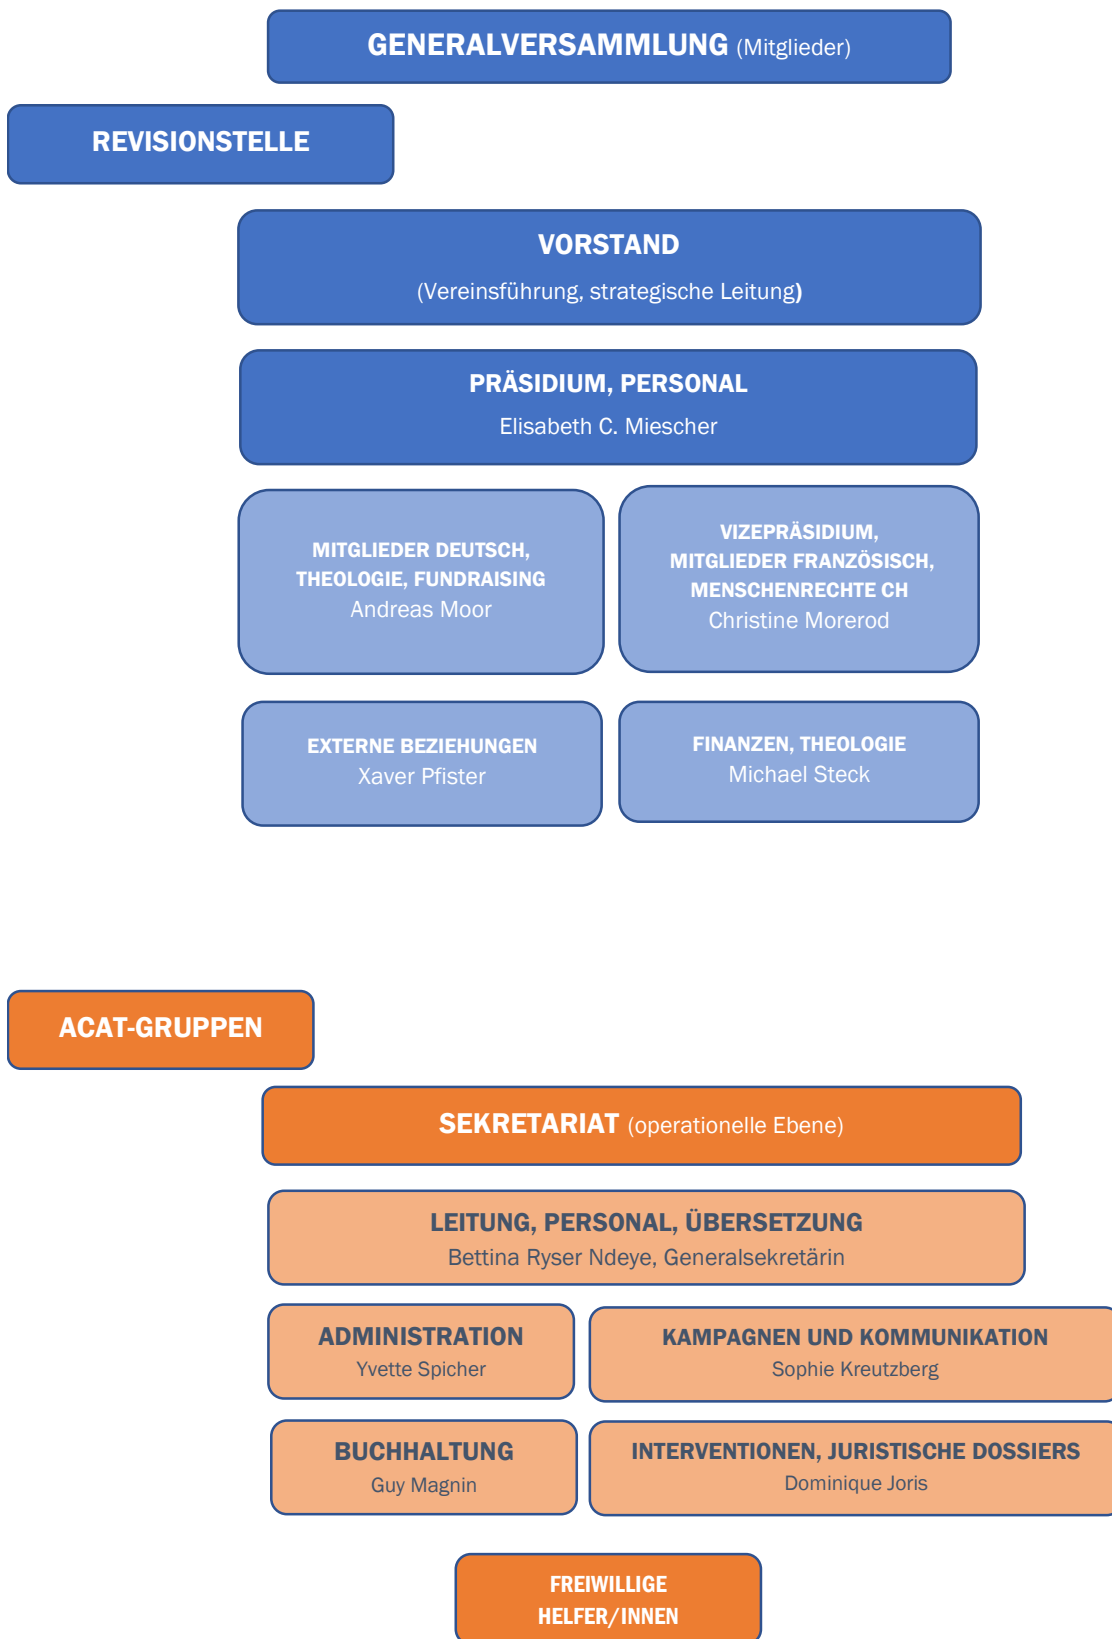 GENERALVERSAMMLUNG (Mitglieder)
REVISIONSTELLE
VORSTAND
(Vereinsführung, strategische Leitung)
PRÄSIDIUM, PERSONAL
Elisabeth C. Miescher
MITGLIEDER DEUTSCH,
THEOLOGIE, FUNDRAISING
Andreas Moor
VIZEPRÄSIDIUM,
MITGLIEDER FRANZÖSISCH,
MENSCHENRECHTE CH
Christine Morerod
EXTERNE BEZIEHUNGEN
Xaver Pfister
FINANZEN, THEOLOGIE
Michael Steck
ACAT-GRUPPEN
SEKRETARIAT (operationelle Ebene)
LEITUNG, PERSONAL, ÜBERSETZUNG
Bettina Ryser Ndeye, Generalsekretärin
ADMINISTRATION
Yvette Spicher
KAMPAGNEN UND KOMMUNIKATION
Sophie Kreutzberg
BUCHHALTUNG
Guy Magnin
INTERVENTIONEN, JURISTISCHE DOSSIERS
Dominique Joris
FREIWILLIGE
HELFER/INNEN